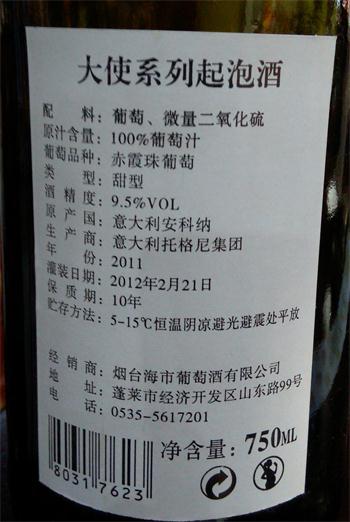 大使系列起泡酒
配料：葡萄、微量二氧化硫
原汁含量：100%葡萄汁
葡萄品种：赤霞珠葡萄
类型：甜型
酒精度：9.5%VOL
原产国：意大利安科纳
生产商：意大利托格尼集团
年份：2011
灌装日期：2012年2月21日
保质期：10年
贮存方法：5-15℃恒温阴凉避光避震处平放
经销商：烟台海市葡萄酒有限公司
地址：蓬莱市经济开发区山东路99号
电话：0535-5617201
净含量：750ML
80317623